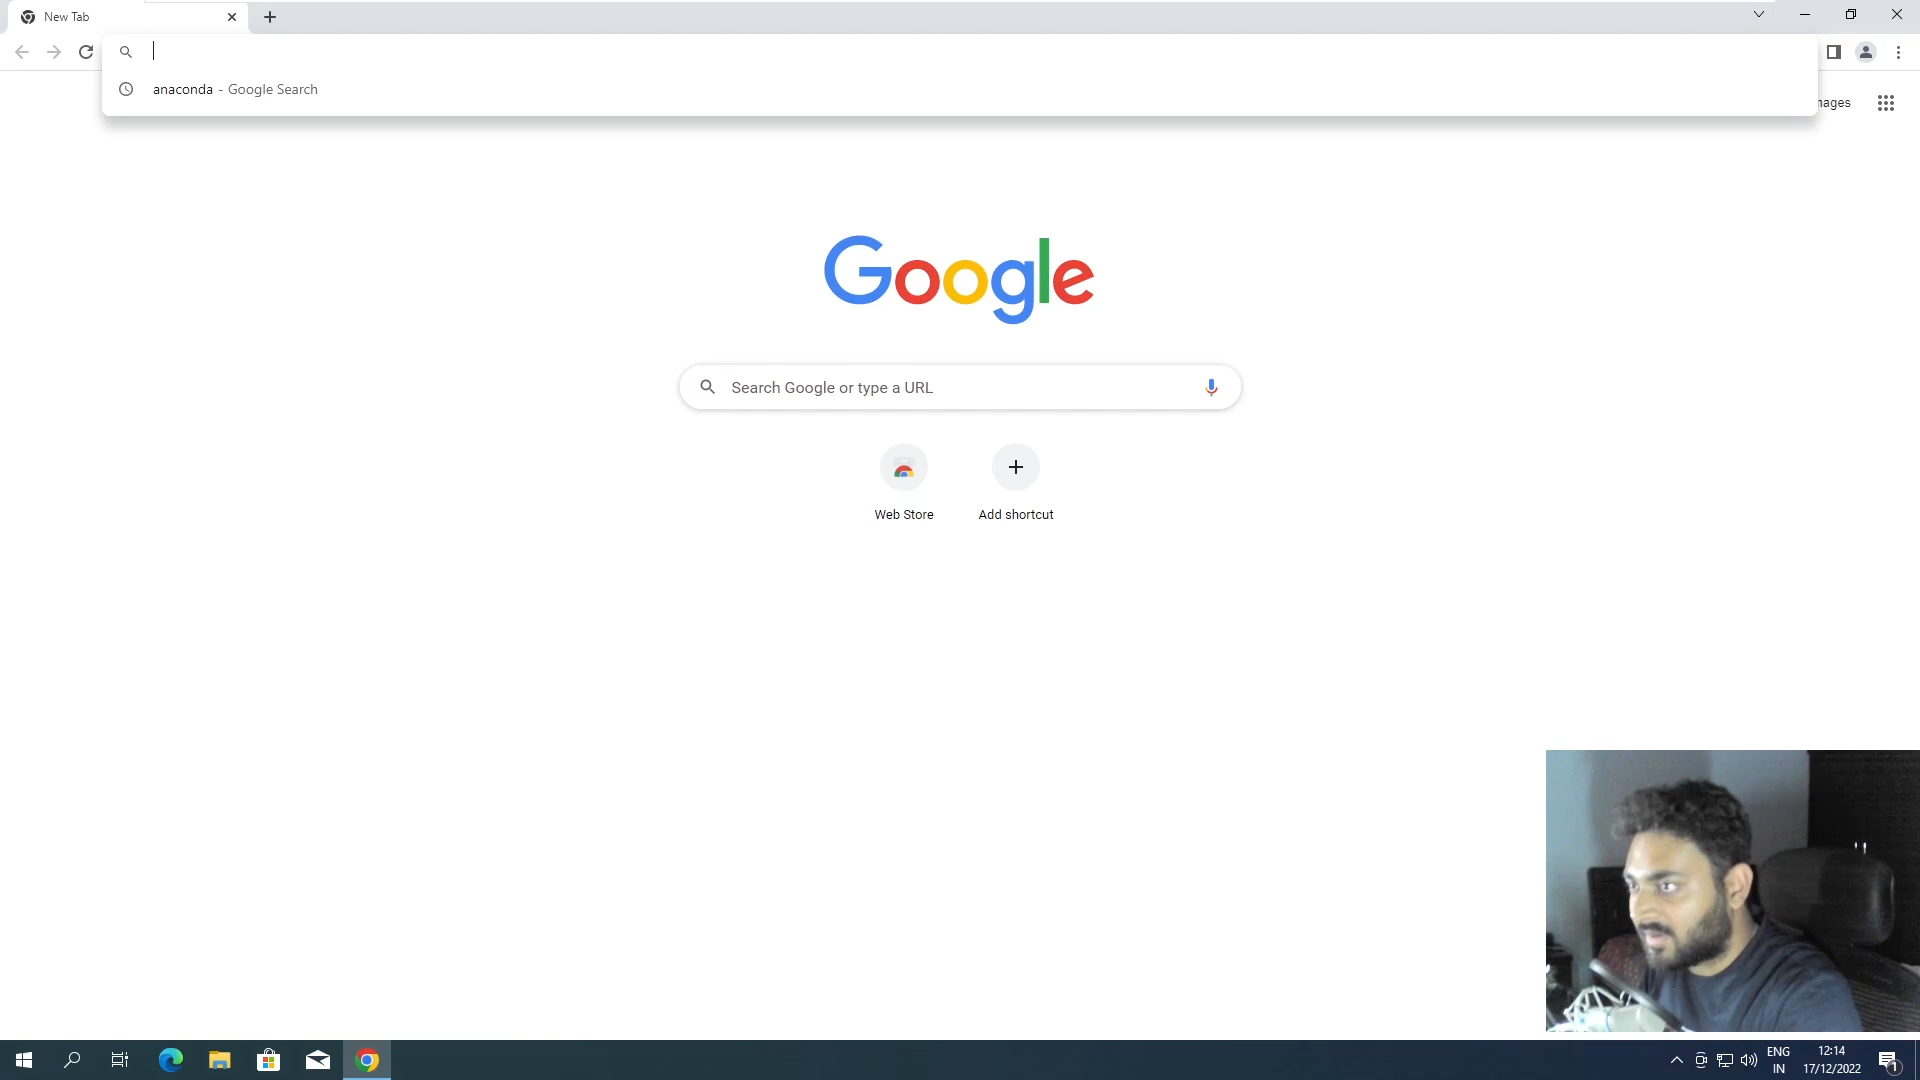 New Tab
anaconda - Google Search
Google
Search Google or type a URL
Web Store
Add shortcut
ENG
IN
12:14
17/12/2022
1